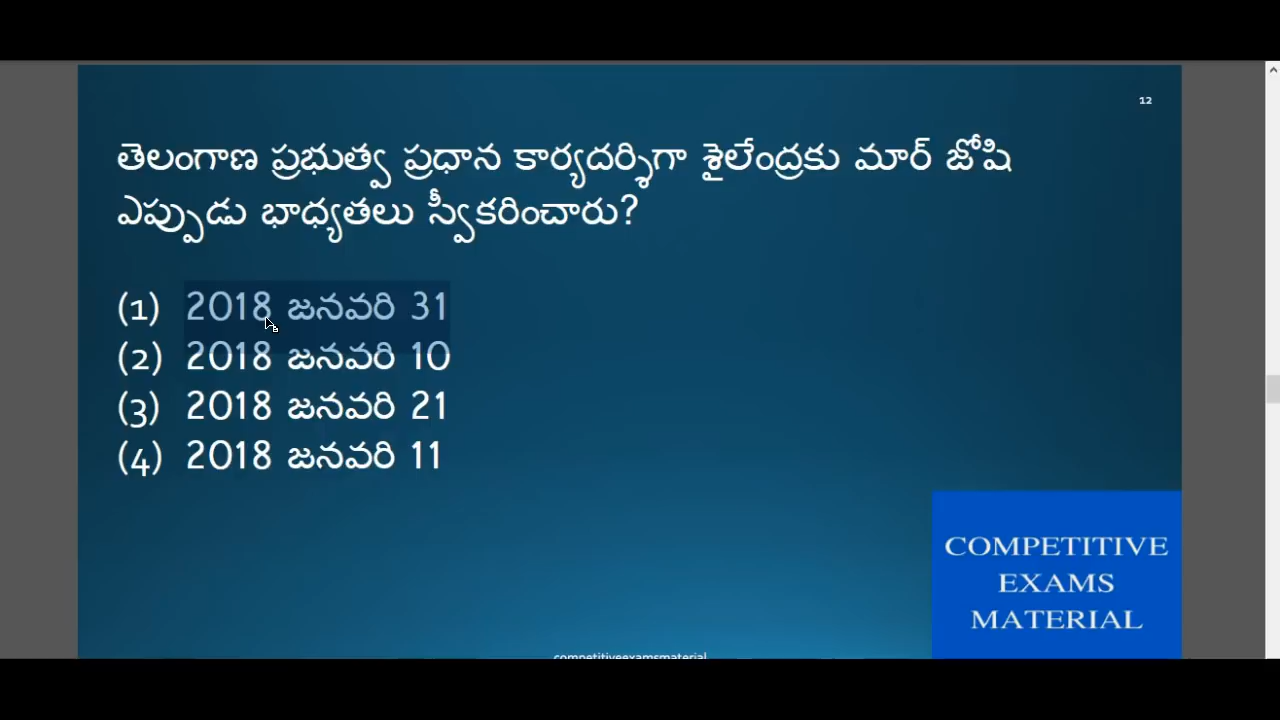 12
తెలంగాణ ప్రభుత్వ ప్రధాన కార్యదర్శిగా శైలేంద్రకు మార్ జోషి
ఎప్పుడు భాధ్యతలు స్వీకరించారు?
(1) 2018 జనవరి 31
(2) 2018 జనవరి 10
(3) 2018 జనవరి 21
(4) 2018 జనవరి 11
COMPETITIVE
EXAMS
MATERIAL
competitiveexamsmaterial